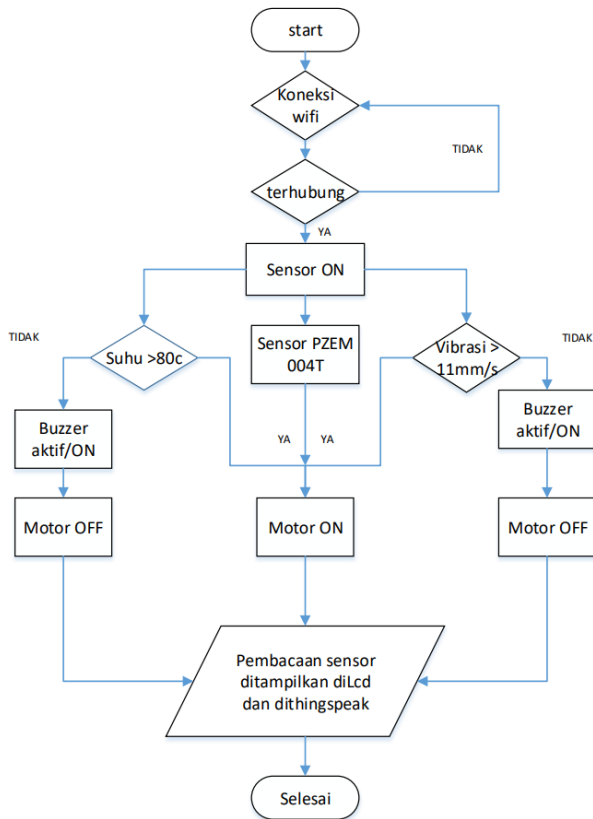 start
Koneksi
wifi
TIDAK
terhubung
YA
Sensor ON
TIDAK
Suhu >80c
Sensor PZEM
004T
Vibrasi >
11mm/s
TIDAK
Buzzer
aktif/ON
YA
YA
Buzzer
aktif/ON
Motor OFF
Motor ON
Motor OFF
Pembacaan sensor
ditampilkan diLcd
dan dithingspeak
Selesai